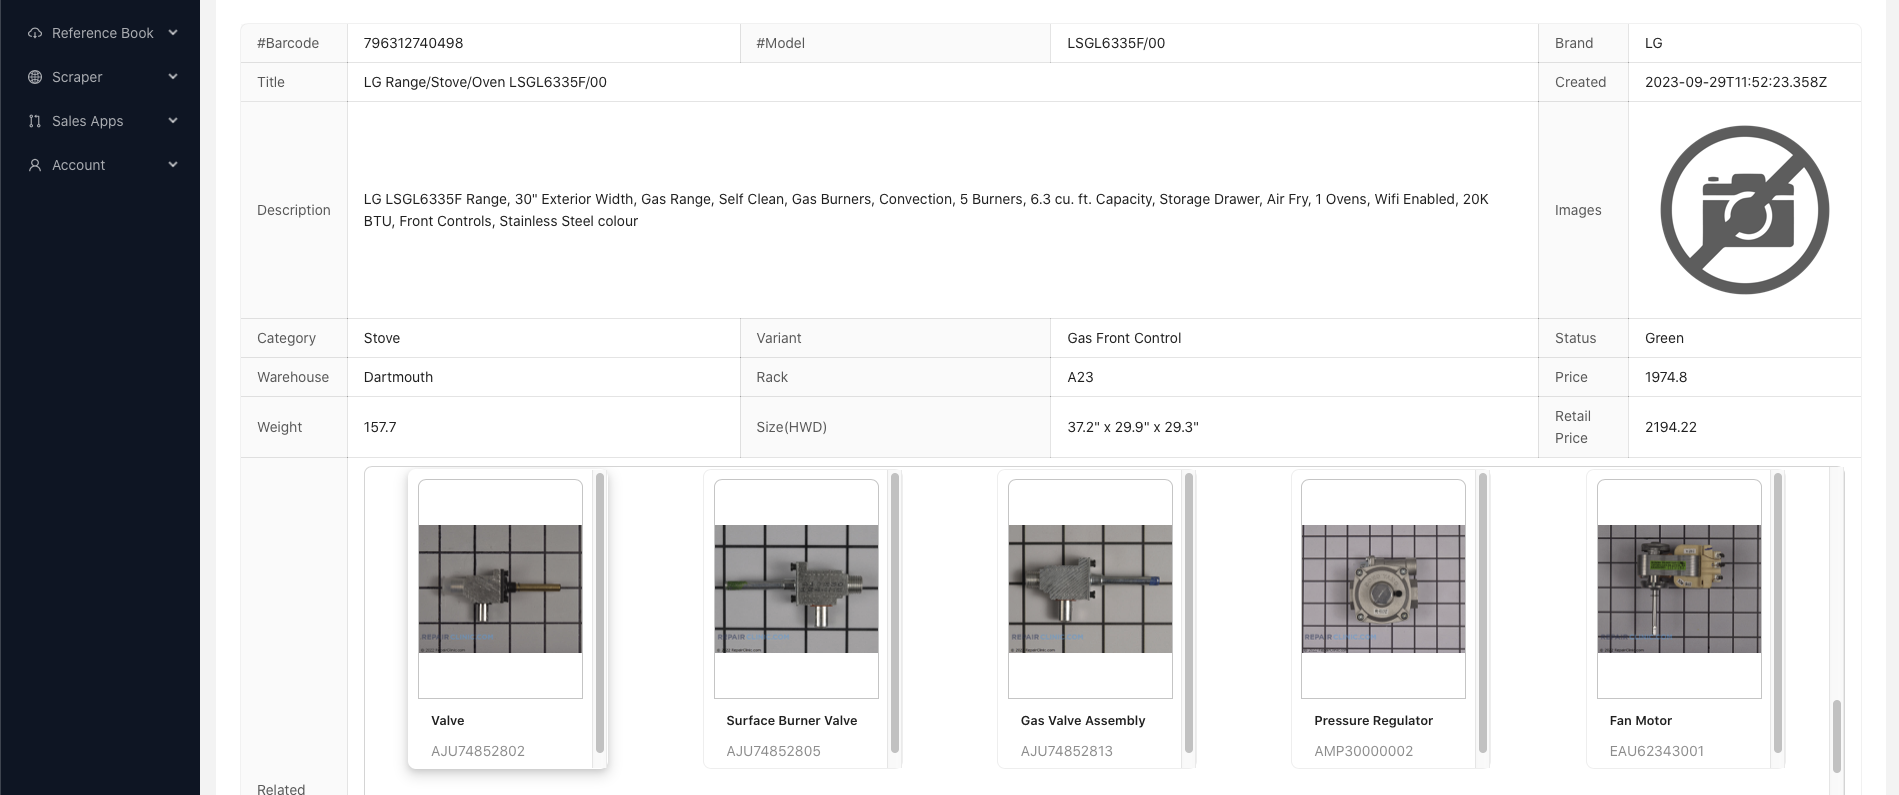 Reference Book
Scraper
Sales Apps
Account
#Barcode 796312740498 #Model LSGL6335F/00 Brand LG
Title LG Range/Stove/Oven LSGL6335F/00 Created 2023-09-29T11:52:23.358Z
Description LG LSGL6335F Range, 30" Exterior Width, Gas Range, Self Clean, Gas Burners, Convection, 5 Burners, 6.3 cu. ft. Capacity, Storage Drawer, Air Fry, 1 Ovens, Wifi Enabled, 20K
BTU, Front Controls, Stainless Steel colour
Images
Category Stove Variant Gas Front Control Status Green
Warehouse Dartmouth Rack A23 Price 1974.8
Weight 157.7 Size(HWD) 37.2" x 29.9" x 29.3" Retail
Price 2194.22
Valve Surface Burner Valve Gas Valve Assembly Pressure Regulator Fan Motor
AJU74852802 AJU74852805 AJU74852813 AMP30000002 EAU62343001
Related